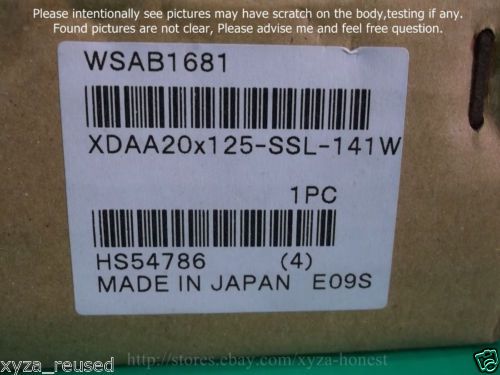 Please intentionally see pictures may have scratch on the body,testing if any.
Found pictures are not clear, Please advise me and feel free question.
WSAB1681
XDAA20x125-SSL-141W
1PC
HS54786 (4)
MADE IN JAPAN E09S
xyza_reused
http://stores.ebay.com/xyza-honest